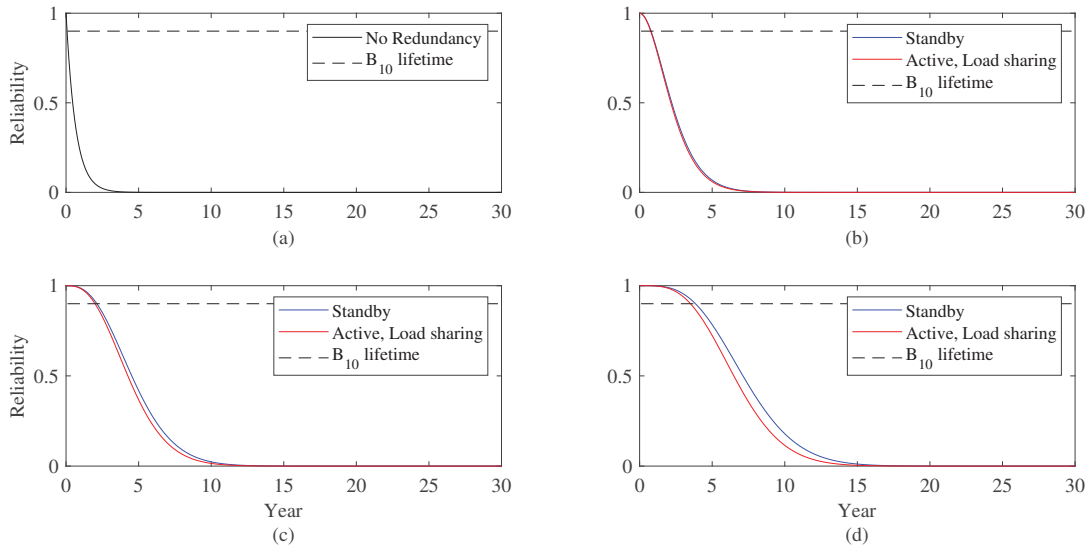 1
No Redundancy
B10 lifetime
Reliability
0.5
0
0 5 10 15 20 25 30
(a)
1
Standby
Active, Load sharing
B10 lifetime
0.5
0
0 5 10 15 20 25 30
(b)
1
Standby
Active, Load sharing
B10 lifetime
Reliability
0.5
0
0 5 10 15 20 25 30
Year
(c)
1
Standby
Active, Load sharing
B10 lifetime
0.5
0
0 5 10 15 20 25 30
Year
(d)